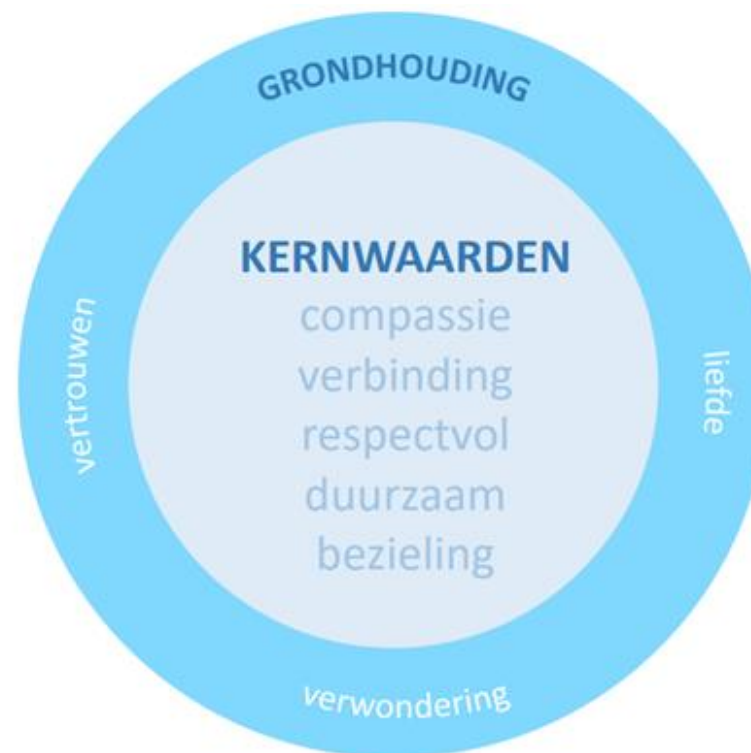 GRONDHOUDING
KERNWAARDEN
compassie
verbinding
respectvol
duurzaam
bezieling
vertrouwen
liefde
verwondering